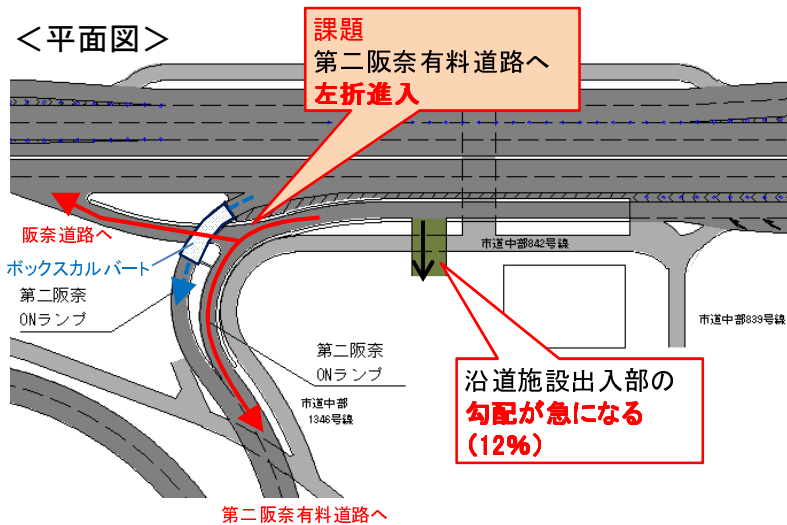 ＜平面図＞
課題
第二阪奈有料道路へ
左折進入
阪奈道路へ
ボックスカルバート
第二阪奈
ONランプ
市道中部842号線
市道中部839号線
第二阪奈
ONランプ
市道中部
1346号線
沿道施設出入部の
勾配が急になる
(12%)
第二阪奈有料道路へ